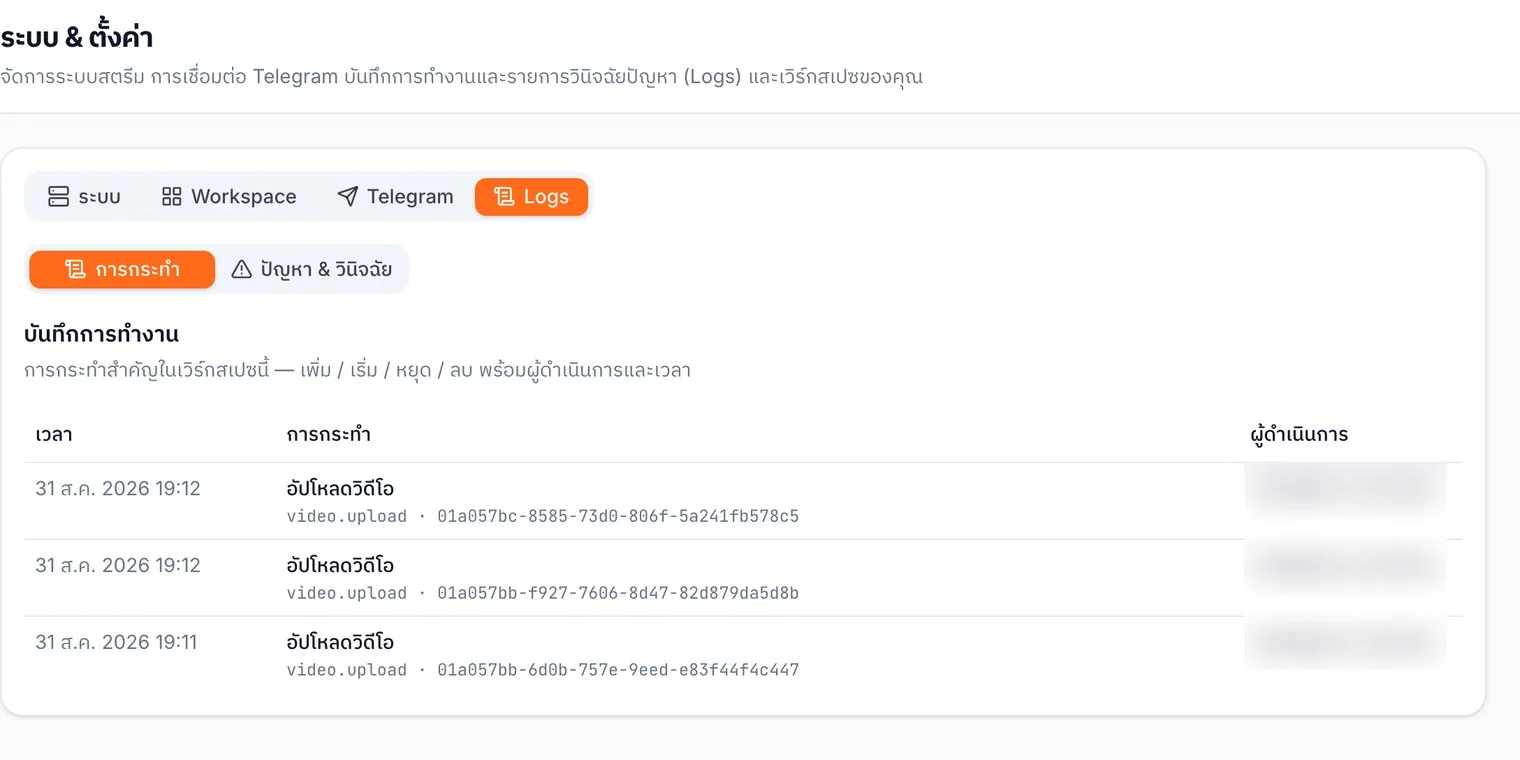 ระบบ & ตั้งค่า
จัดการระบบสตรีม การเชื่อมต่อ Telegram บันทึกการทำงานและรายการวินิจฉัยปัญหา (Logs) และเวิร์กสเปซของคุณ
ระบบ Workspace Telegram Logs
การกระทำ ปัญหา & วินิจฉัย
บันทึกการทำงาน
การกระทำสำคัญในเวิร์กสเปซนี้ — เพิ่ม / เริ่ม / หยุด / ลบ พร้อมผู้ดำเนินการและเวลา
เวลา การกระทำ ผู้ดำเนินการ
31 ส.ค. 2026 19:12 อัปโหลดวิดีโอ
video.upload · 01a057bc-8585-73d0-806f-5a241fb578c5
31 ส.ค. 2026 19:12 อัปโหลดวิดีโอ
video.upload · 01a057bb-f927-7606-8d47-82d879da5d8b
31 ส.ค. 2026 19:11 อัปโหลดวิดีโอ
video.upload · 01a057bb-6d0b-757e-9eed-e83f44f4c447